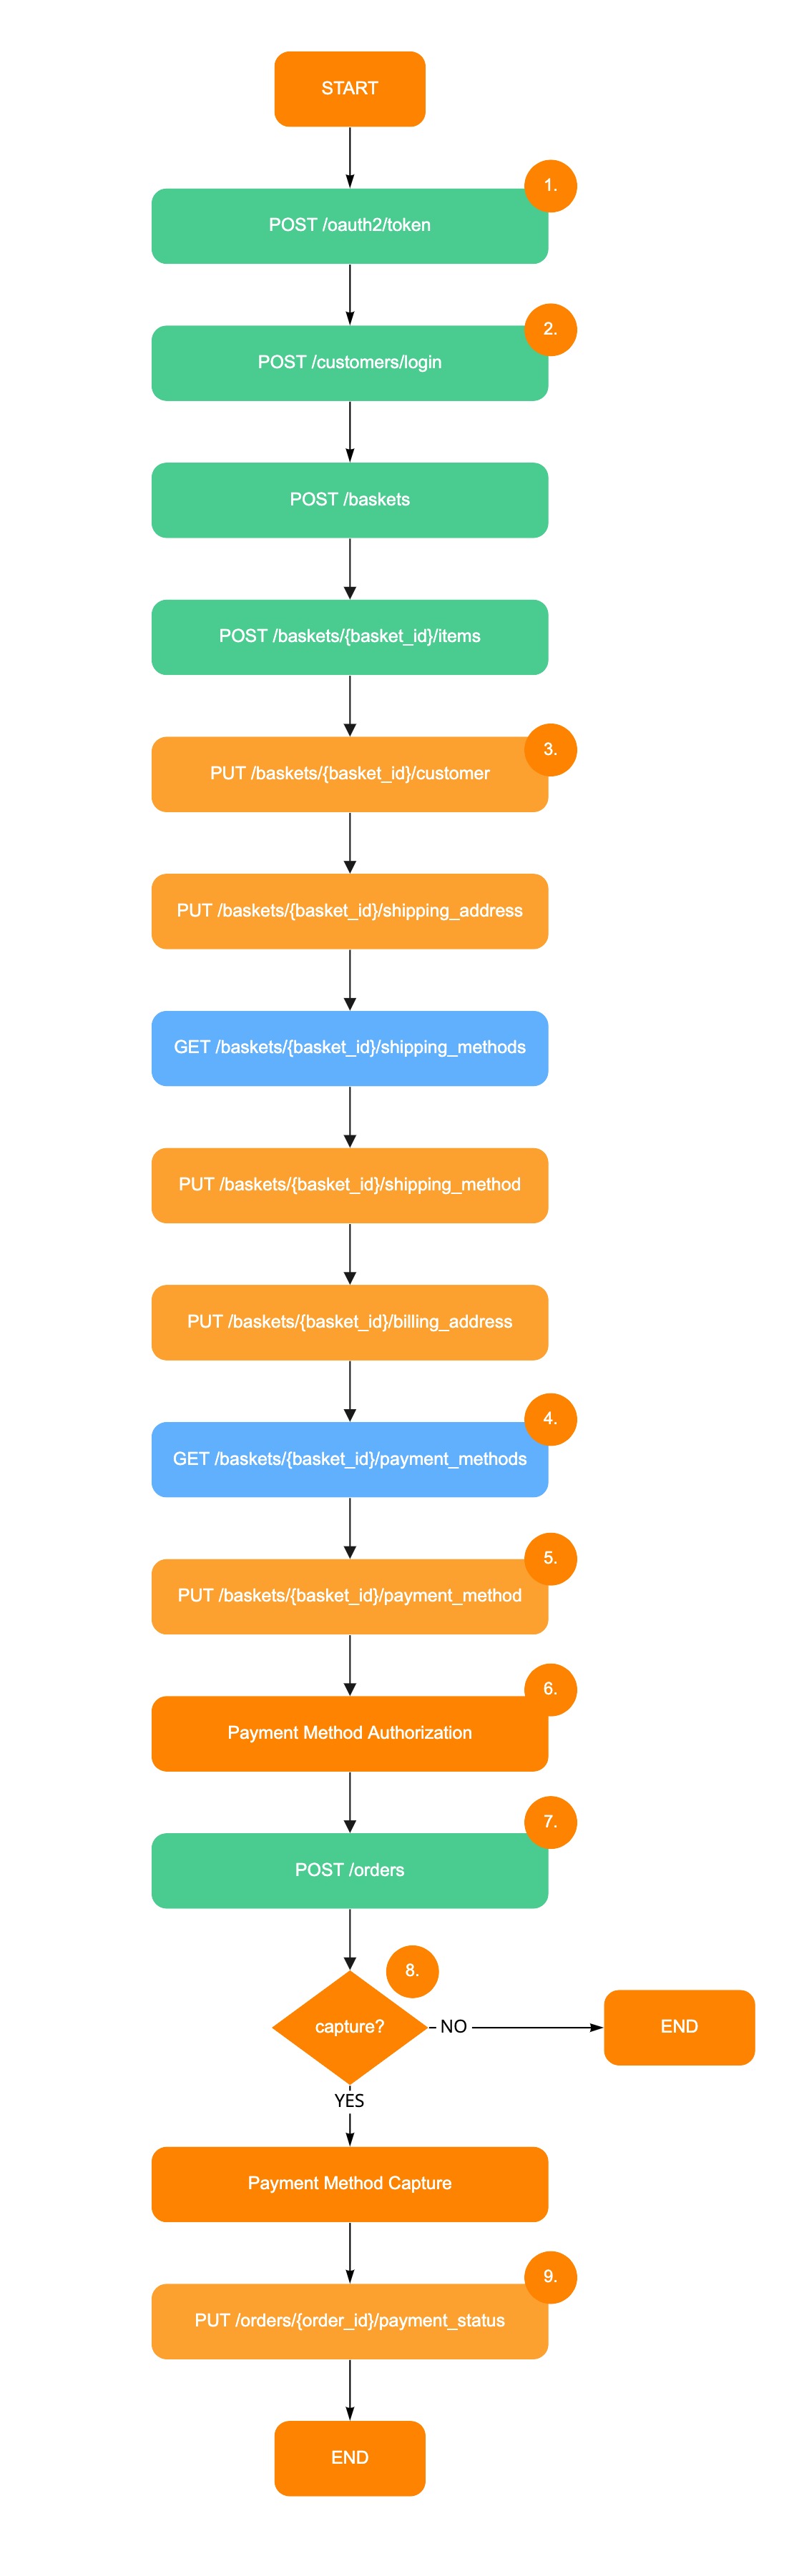 START
1.
POST /oauth2/token
2.
POST /customers/login
POST /baskets
POST /baskets/{basket_id}/items
3.
PUT /baskets/{basket_id}/customer
PUT /baskets/{basket_id}/shipping_address
GET /baskets/{basket_id}/shipping_methods
PUT /baskets/{basket_id}/shipping_method
PUT /baskets/{basket_id}/billing_address
4.
GET /baskets/{basket_id}/payment_methods
5.
PUT /baskets/{basket_id}/payment_method
6.
Payment Method Authorization
7.
POST /orders
8.
capture?
NO
END
YES
Payment Method Capture
9.
PUT /orders/{order_id}/payment_status
END